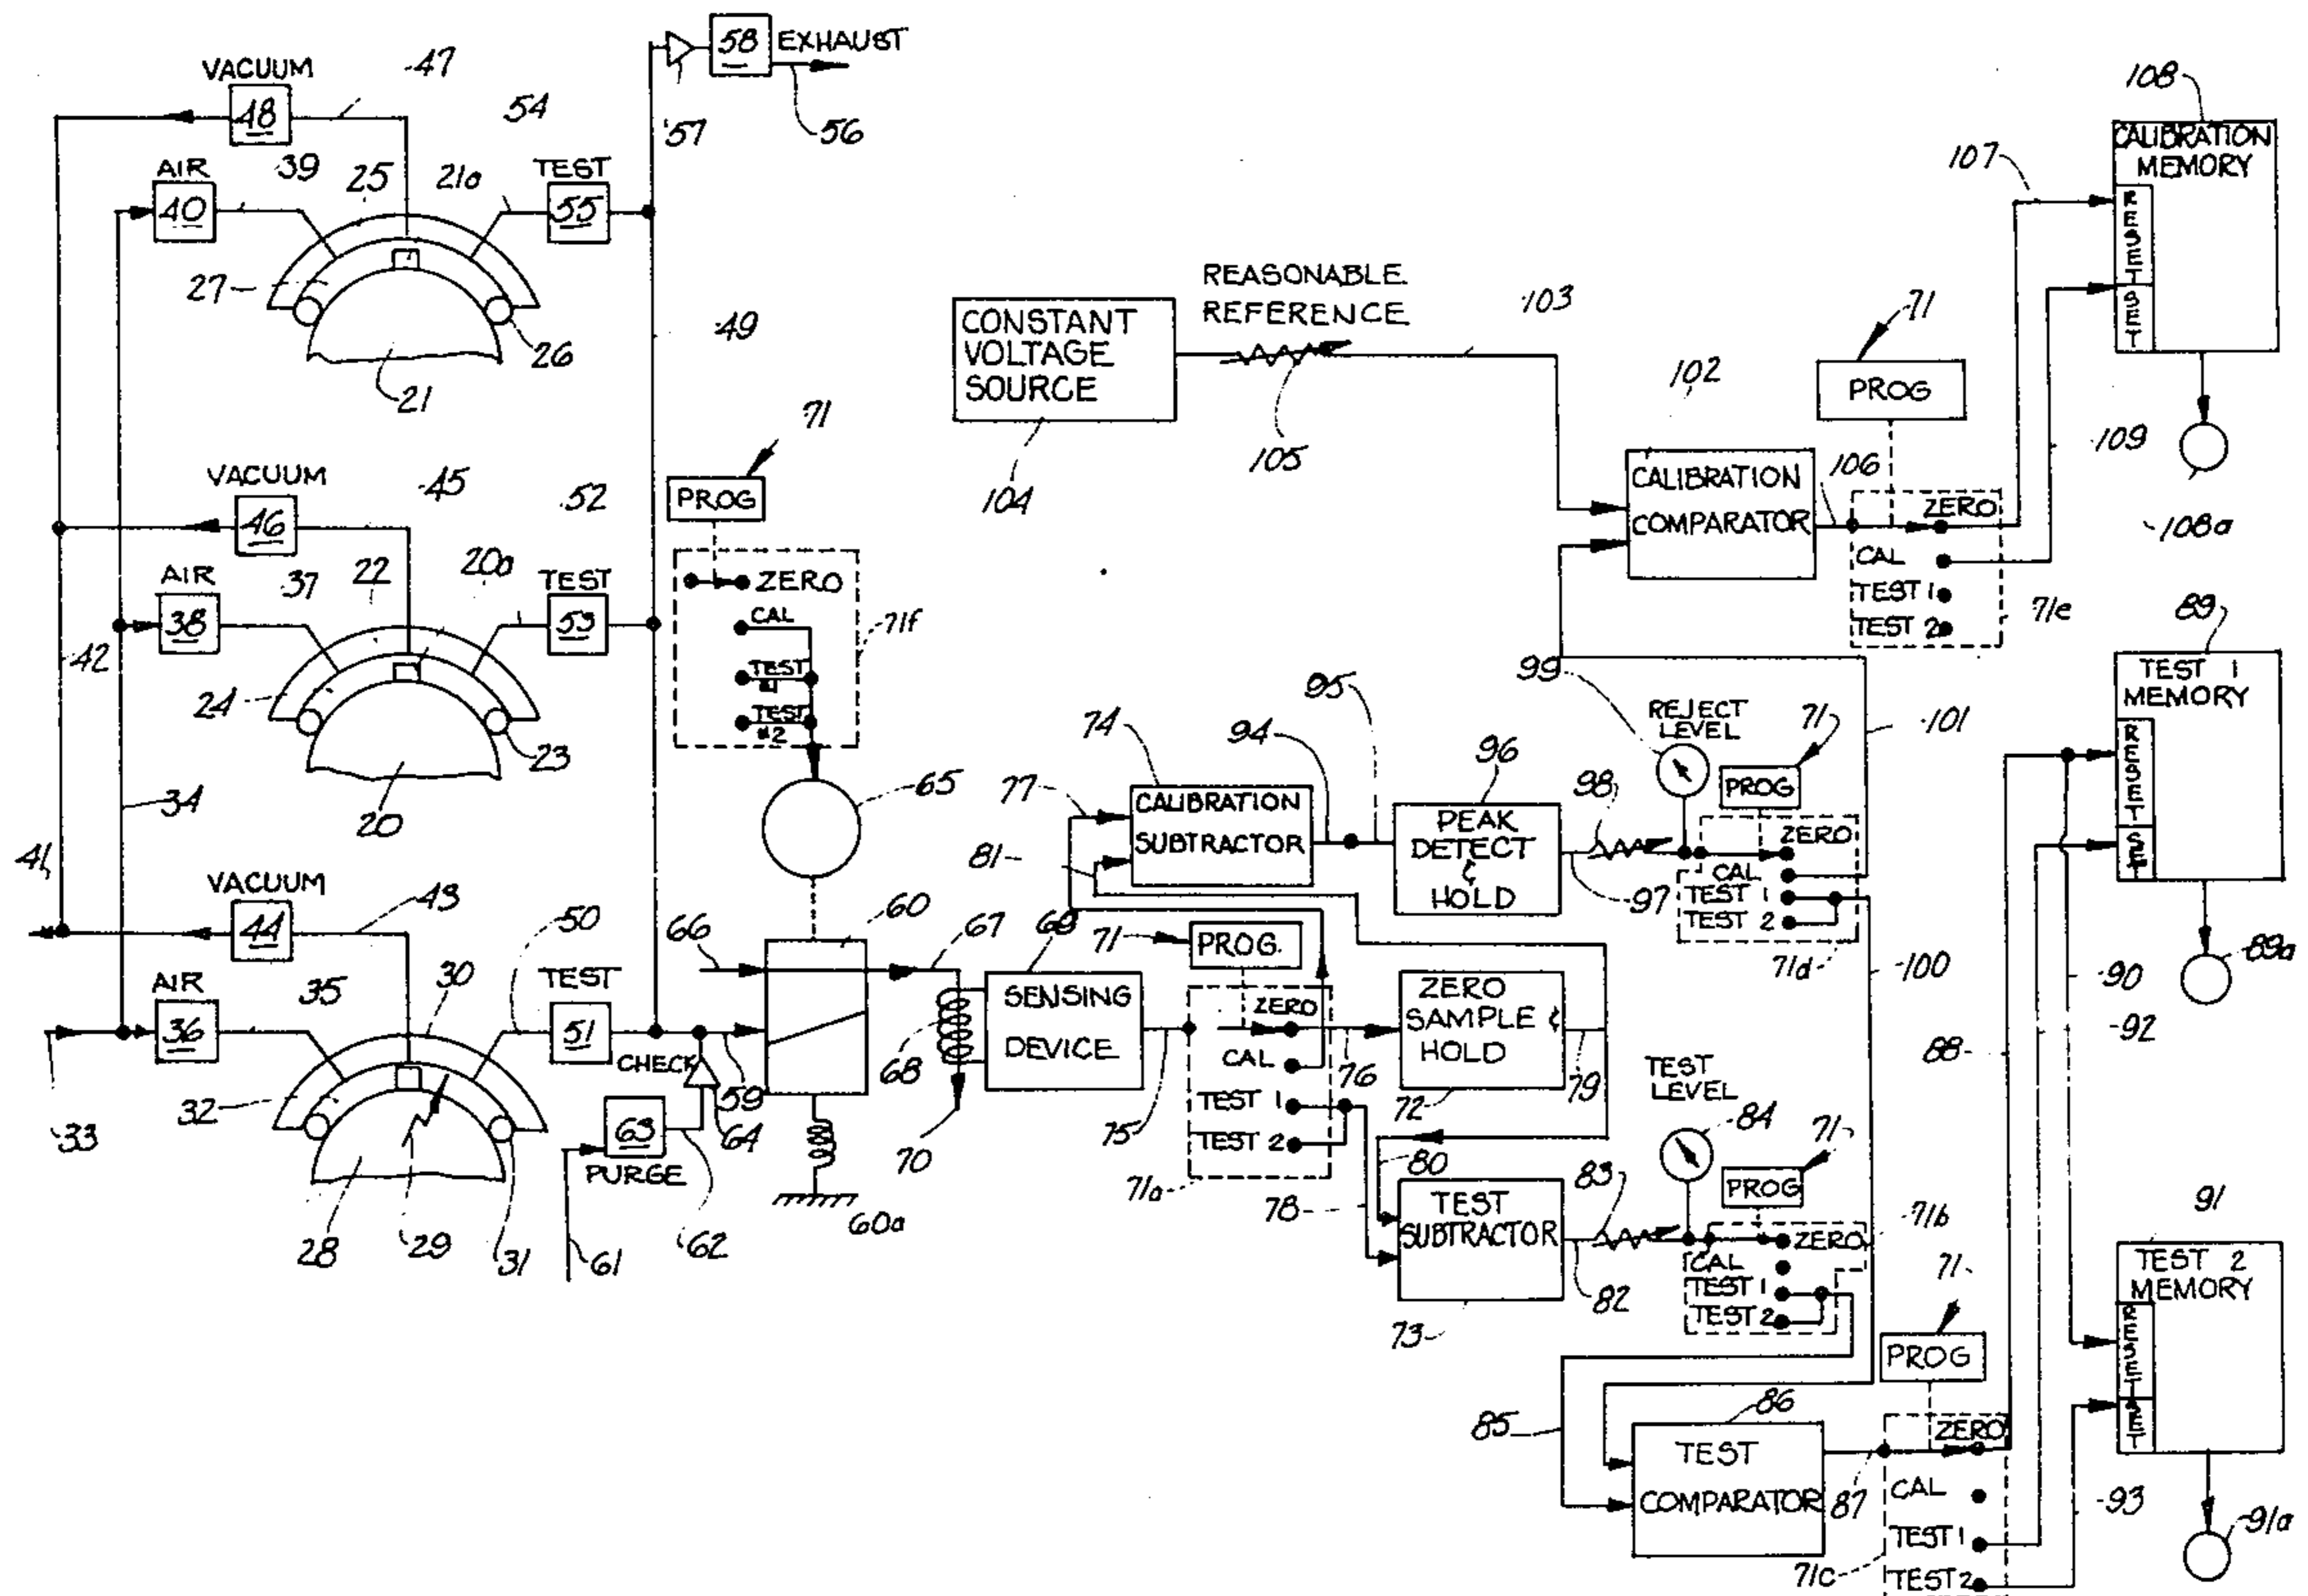 58
EXHAUST
56
57
VACUUM
47
48
54
AIR
39
40
25
21a
TEST
55
27
26
21
49
VACUUM
45
46
52
AIR
37
38
22
20a
TEST
53
42
24
23
20
34
41
VACUUM
43
44
50
AIR
35
36
30
TEST
51
CHECK
59
32
33
28
29
31
63
PURGE
64
62
61
71
PROG
ZERO
CAL
TEST
#1
TEST
#2
71f
65
60
66
67
69
68
70
60a
SENSING
DEVICE
75
71
PROG.
ZERO
CAL
TEST 1
TEST 2
71a
76
78
ZERO
SAMPLE &
HOLD
72
79
80
74
CALIBRATION
SUBTRACTOR
77
81
94
95
96
PEAK
DETECT
&
HOLD
97
98
99
REJECT
LEVEL
71
PROG
ZERO
CAL
TEST 1
TEST 2
71d
100
101
TEST
SUBTRACTOR
73
82
83
TEST
LEVEL
84
71
PROG
71b
ZERO
CAL
TEST 1
TEST 2
85
86
TEST
COMPARATOR
87
71
PROG
ZERO
CAL
TEST 1
TEST 2
71c
CONSTANT
VOLTAGE
SOURCE
104
REASONABLE
REFERENCE
105
103
102
CALIBRATION
COMPARATOR
106
71
PROG
ZERO
CAL
TEST 1
TEST 2
71e
107
109
108
CALIBRATION
MEMORY
RESET
SET
108a
89
TEST 1
MEMORY
RESET
SET
89a
88
90
92
91
TEST 2
MEMORY
RESET
SET
93
91a